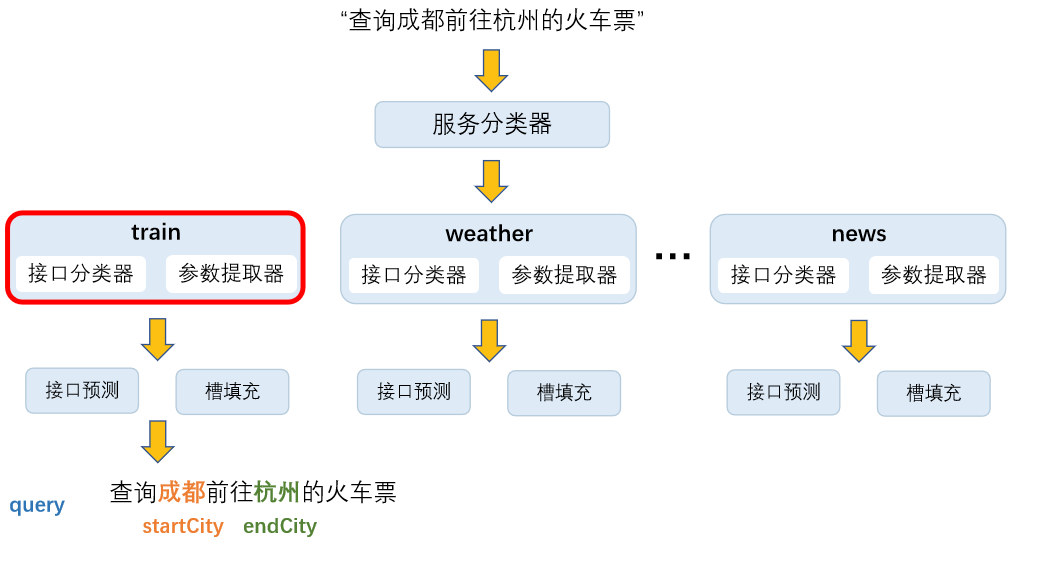 “查询成都前往杭州的火车票”
服务分类器
train
接口分类器 参数提取器
weather
接口分类器 参数提取器
...
news
接口分类器 参数提取器
接口预测 槽填充
接口预测 槽填充
接口预测 槽填充
query
查询成都前往杭州的火车票
startCity endCity